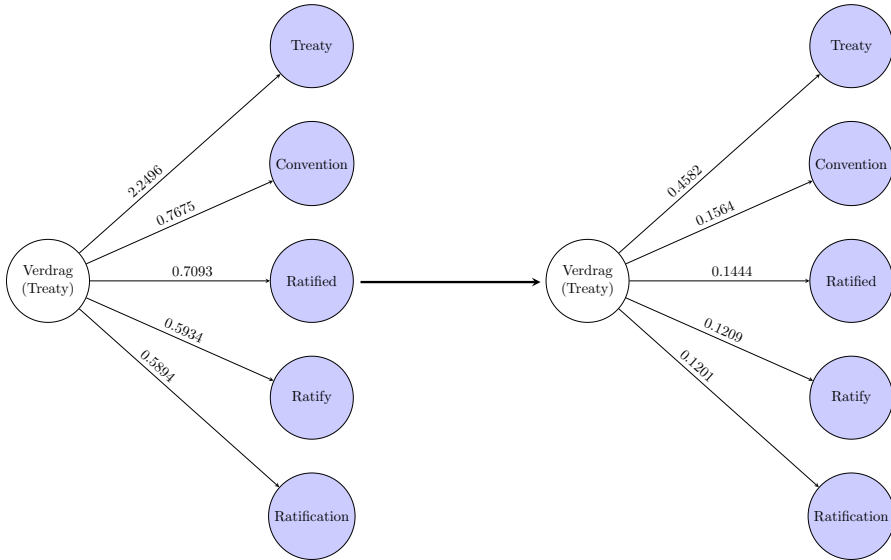 Treaty
Convention
Ratified
Ratify
Ratification
Verdrag
(Treaty)
2.2496
0.7675
0.7093
0.5934
0.5894
Treaty
Convention
Ratified
Ratify
Ratification
Verdrag
(Treaty)
0.4582
0.1564
0.1444
0.1209
0.1201